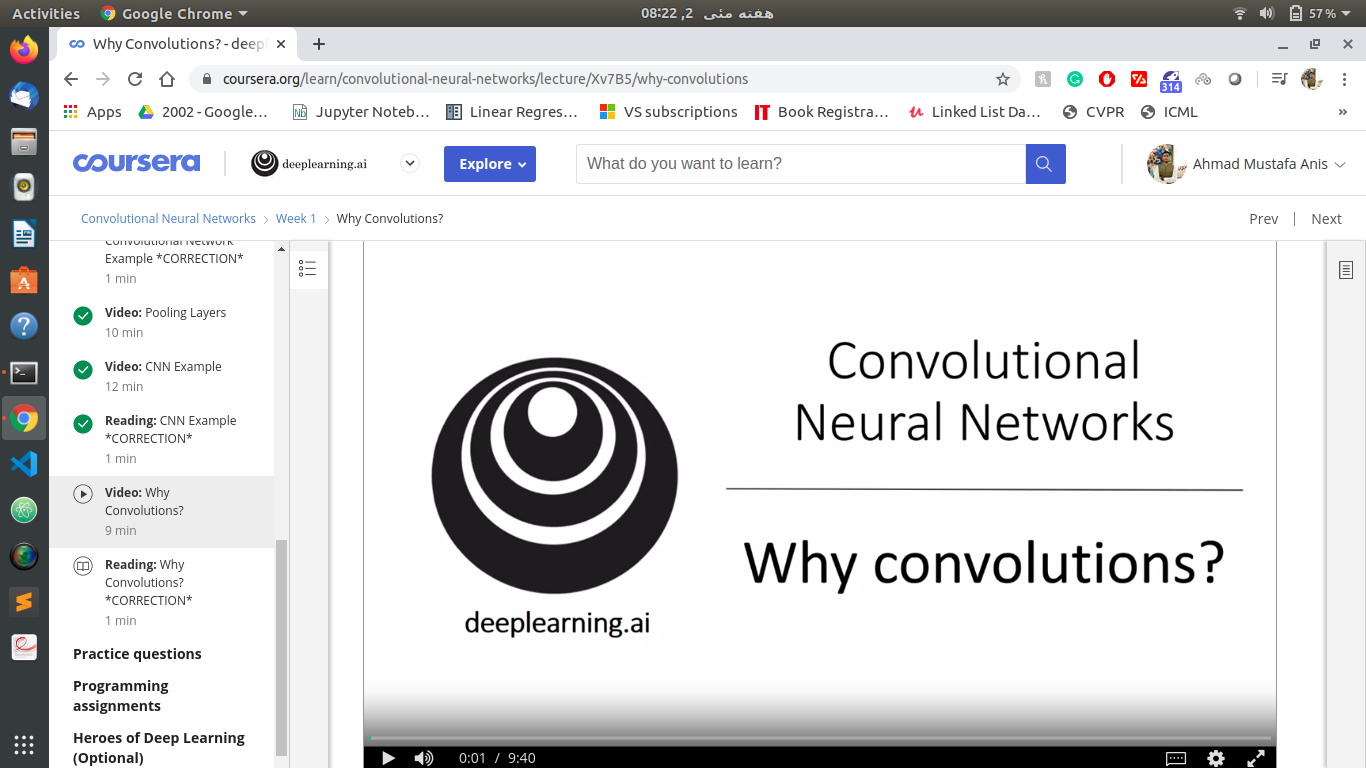 Activities
Google Chrome
هفته مئی 2, 08:22
57 %
Why Convolutions? - deepl
coursera.org/learn/convolutional-neural-networks/lecture/Xv7B5/why-convolutions
314
Apps
2002 - Google…
Jupyter Noteb…
Linear Regres…
VS subscriptions
Book Registra…
Linked List Da…
CVPR
ICML
»
coursera
deeplearning.ai
Explore
What do you want to learn?
Ahmad Mustafa Anis
Convolutional Neural Networks
Week 1
Why Convolutions?
Prev
Next
Convolutional Network
Example *CORRECTION*
1 min
Video: Pooling Layers
10 min
Video: CNN Example
12 min
Reading: CNN Example
*CORRECTION*
1 min
Video: Why
Convolutions?
9 min
Reading: Why
Convolutions?
*CORRECTION*
1 min
Practice questions
Programming
assignments
Heroes of Deep Learning
(Optional)
Convolutional
Neural Networks
Why convolutions?
deeplearning.ai
0:01 / 9:40